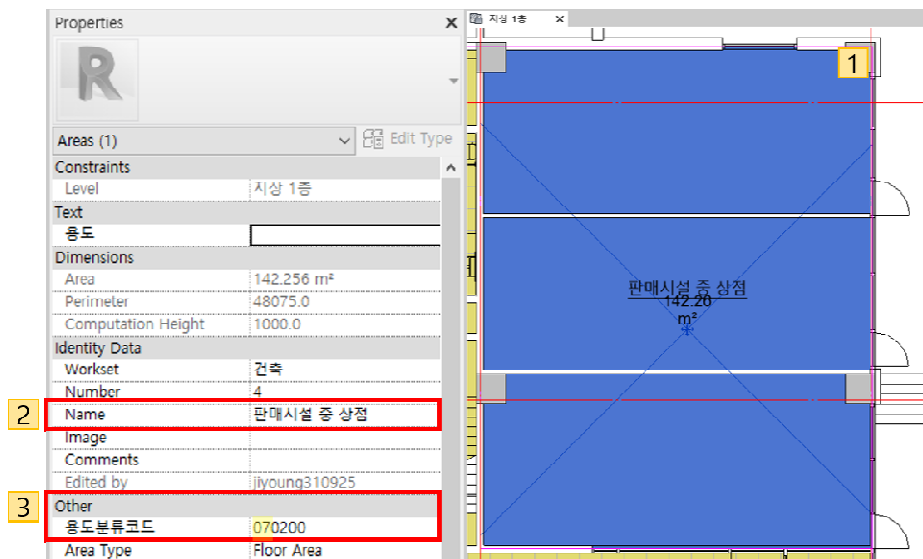 Properties
지상 1층
1
R
Areas (1)
Edit Type
Constraints
Level 지상 1층
Text
용도
Dimensions
Area 142.256 m²
Perimeter 48075.0
Computation Height 1000.0
Identity Data
Workset 건축
Number 4
2
Name 판매시설 중 상점
Image
Comments
Edited by jiyoung310925
3
Other
용도분류코드 070200
Area Type Floor Area
판매시설 중 상점
142.26
m²